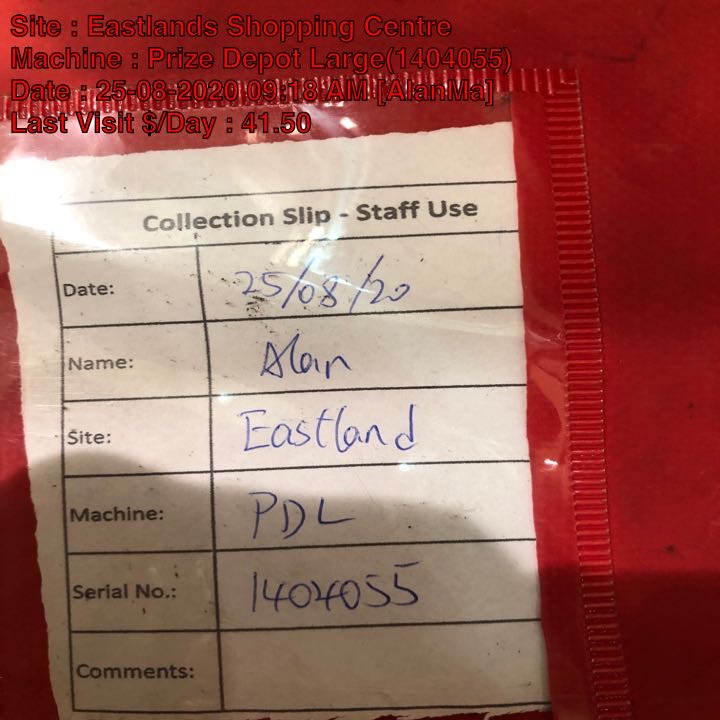 Site : Eastlands Shopping Centre
Machine : Prize Depot Large(1404055)
Date : 25-08-2020 09:18 AM [AlanMa]
Last Visit $/Day : 41.50
Collection Slip - Staff Use
Date: 25/08/20
Name: Alan
Site: Eastland
Machine: PDL
Serial No.: 1404055
Comments: